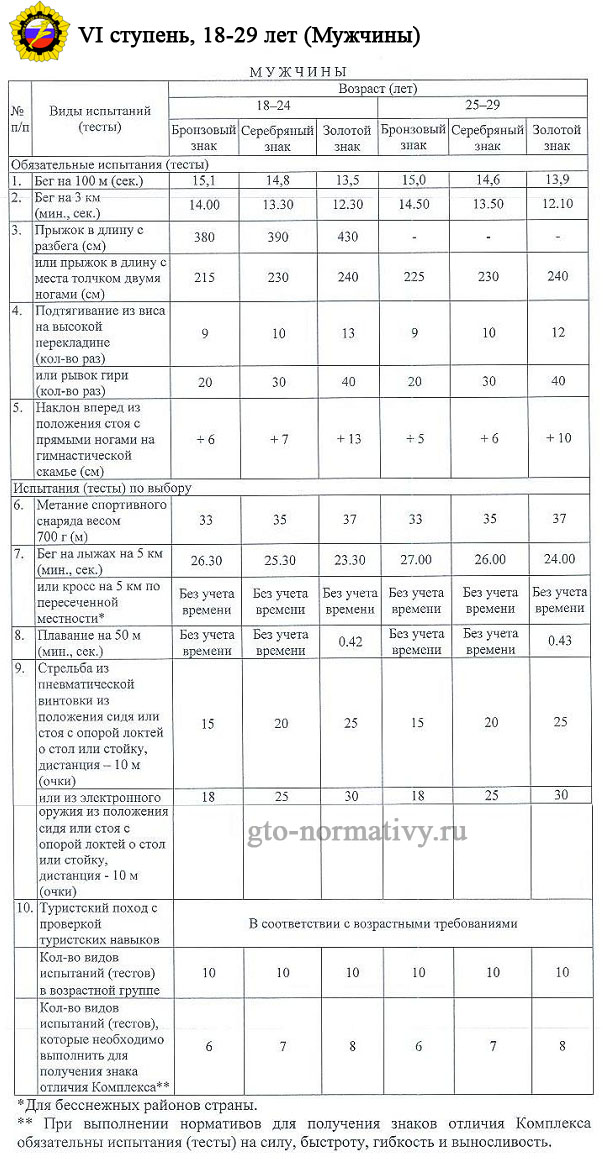 VI ступень, 18-29 лет (Мужчины)
МУЖЧИНЫ
№ п/п Виды испытаний (тесты) Возраст (лет)
18–24 25–29
Бронзовый знак Серебряный знак Золотой знак Бронзовый знак Серебряный знак Золотой знак
Обязательные испытания (тесты)
1. Бег на 100 м (сек.) 15,1 14,8 13,5 15,0 14,6 13,9
2. Бег на 3 км
(мин., сек.) 14.00 13.30 12.30 14.50 13.50 12.10
3. Прыжок в длину с
разбега (см) 380 390 430 - - -
или прыжок в длину с
места толчком двумя
ногами (см) 215 230 240 225 230 240
4. Подтягивание из виса
на высокой
перекладине
(кол-во раз) 9 10 13 9 10 12
или рывок гири
(кол-во раз) 20 30 40 20 30 40
5. Наклон вперед из
положения стоя с
прямыми ногами на
гимнастической
скамье (см) + 6 + 7 + 13 + 5 + 6 + 10
Испытания (тесты) по выбору
6. Метание спортивного
снаряда весом
700 г (м) 33 35 37 33 35 37
7. Бег на лыжах на 5 км
(мин., сек.) 26.30 25.30 23.30 27.00 26.00 24.00
или кросс на 5 км по
пересеченной
местности* Без учета времени Без учета времени Без учета времени Без учета времени Без учета времени Без учета времени
8. Плавание на 50 м
(мин., сек.) Без учета времени Без учета времени 0.42 Без учета времени Без учета времени 0.43
9. Стрельба из
пневматической
винтовки из
положения сидя или
стоя с опорой локтей
о стол или стойку,
дистанция – 10 м
(очки) 15 20 25 15 20 25
или из электронного 18 25 30 18 25 30
оружия из положения
сидя или стоя с
опорой локтей о стол
или стойку,
дистанция - 10 м
(очки)
gto-normativy.ru
10. Туристский поход с
проверкой
туристских навыков В соответствии с возрастными требованиями
Кол-во видов
испытаний (тестов)
в возрастной группе 10 10 10 10 10 10
Кол-во видов
испытаний (тестов),
которые необходимо
выполнить для
получения знака
отличия Комплекса** 6 7 8 6 7 8
*Для бесснежных районов страны.
** При выполнении нормативов для получения знаков отличия Комплекса
обязательны испытания (тесты) на силу, быстроту, гибкость и выносливость.